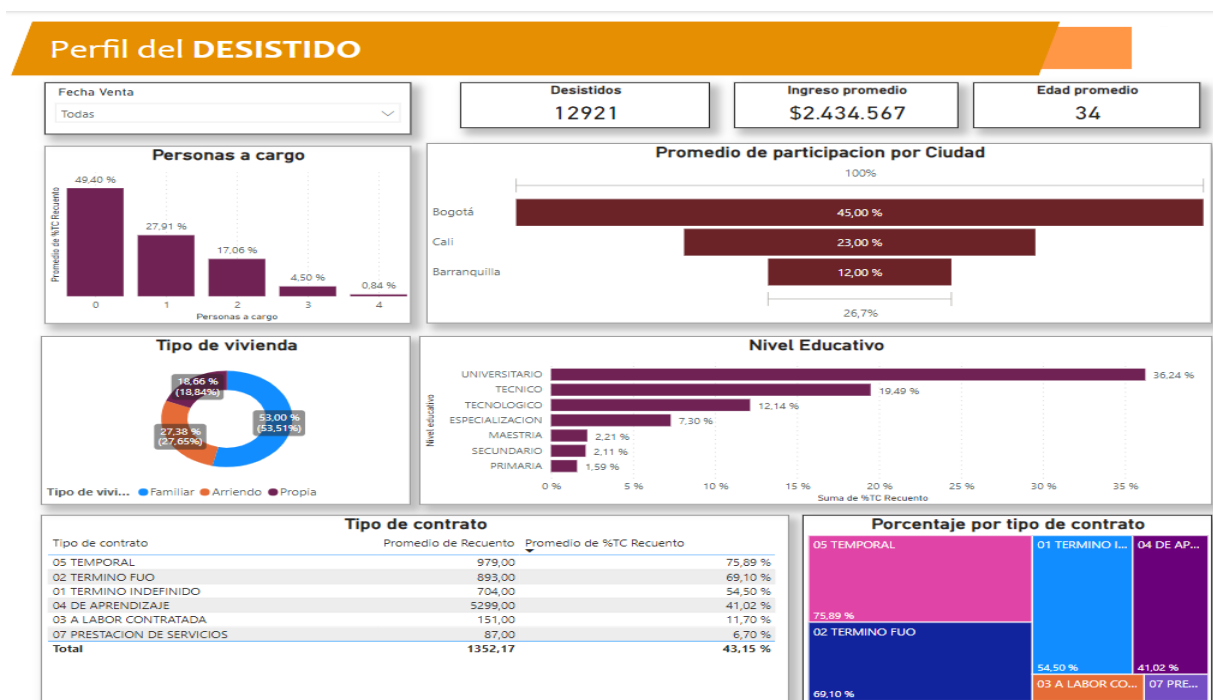 Perfil del DESISTIDO
Fecha Venta
Todas
Desistidos
12921
Ingreso promedio
$2.434.567
Edad promedio
34
Personas a cargo
Promedio de %TC Recuento
49,40 %
27,91 %
17,06 %
4,50 %
0,84 %
0 1 2 3 4
Personas a cargo
Promedio de participacion por Ciudad
100%
Bogotá 45,00 %
Cali 23,00 %
Barranquilla 12,00 %
26,7%
Tipo de vivienda
18,66 %
(18,84%)
53,00 %
(53,51%)
27,38 %
(27,65%)
Tipo de vivi... Familiar Arriendo Propia
Nivel Educativo
Nivel educativo
UNIVERSITARIO 36,24 %
TECNICO 19,49 %
TECNOLOGICO 12,14 %
ESPECIALIZACION 7,30 %
MAESTRIA 2,21 %
SECUNDARIO 2,11 %
PRIMARIA 1,59 %
0 % 5 % 10 % 15 % 20 % 25 % 30 % 35 %
Suma de %TC Recuento
Tipo de contrato
Tipo de contrato Promedio de Recuento Promedio de %TC Recuento
05 TEMPORAL 979,00 75,89 %
02 TERMINO FUO 893,00 69,10 %
01 TERMINO INDEFINIDO 704,00 54,50 %
04 DE APRENDIZAJE 5299,00 41,02 %
03 A LABOR CONTRATADA 151,00 11,70 %
07 PRESTACION DE SERVICIOS 87,00 6,70 %
Total 1352,17 43,15 %
Porcentaje por tipo de contrato
05 TEMPORAL
75,89 %
02 TERMINO FUO
69,10 %
01 TERMINO I...
54,50 %
04 DE AP...
41,02 %
03 A LABOR CO...
07 PRE...